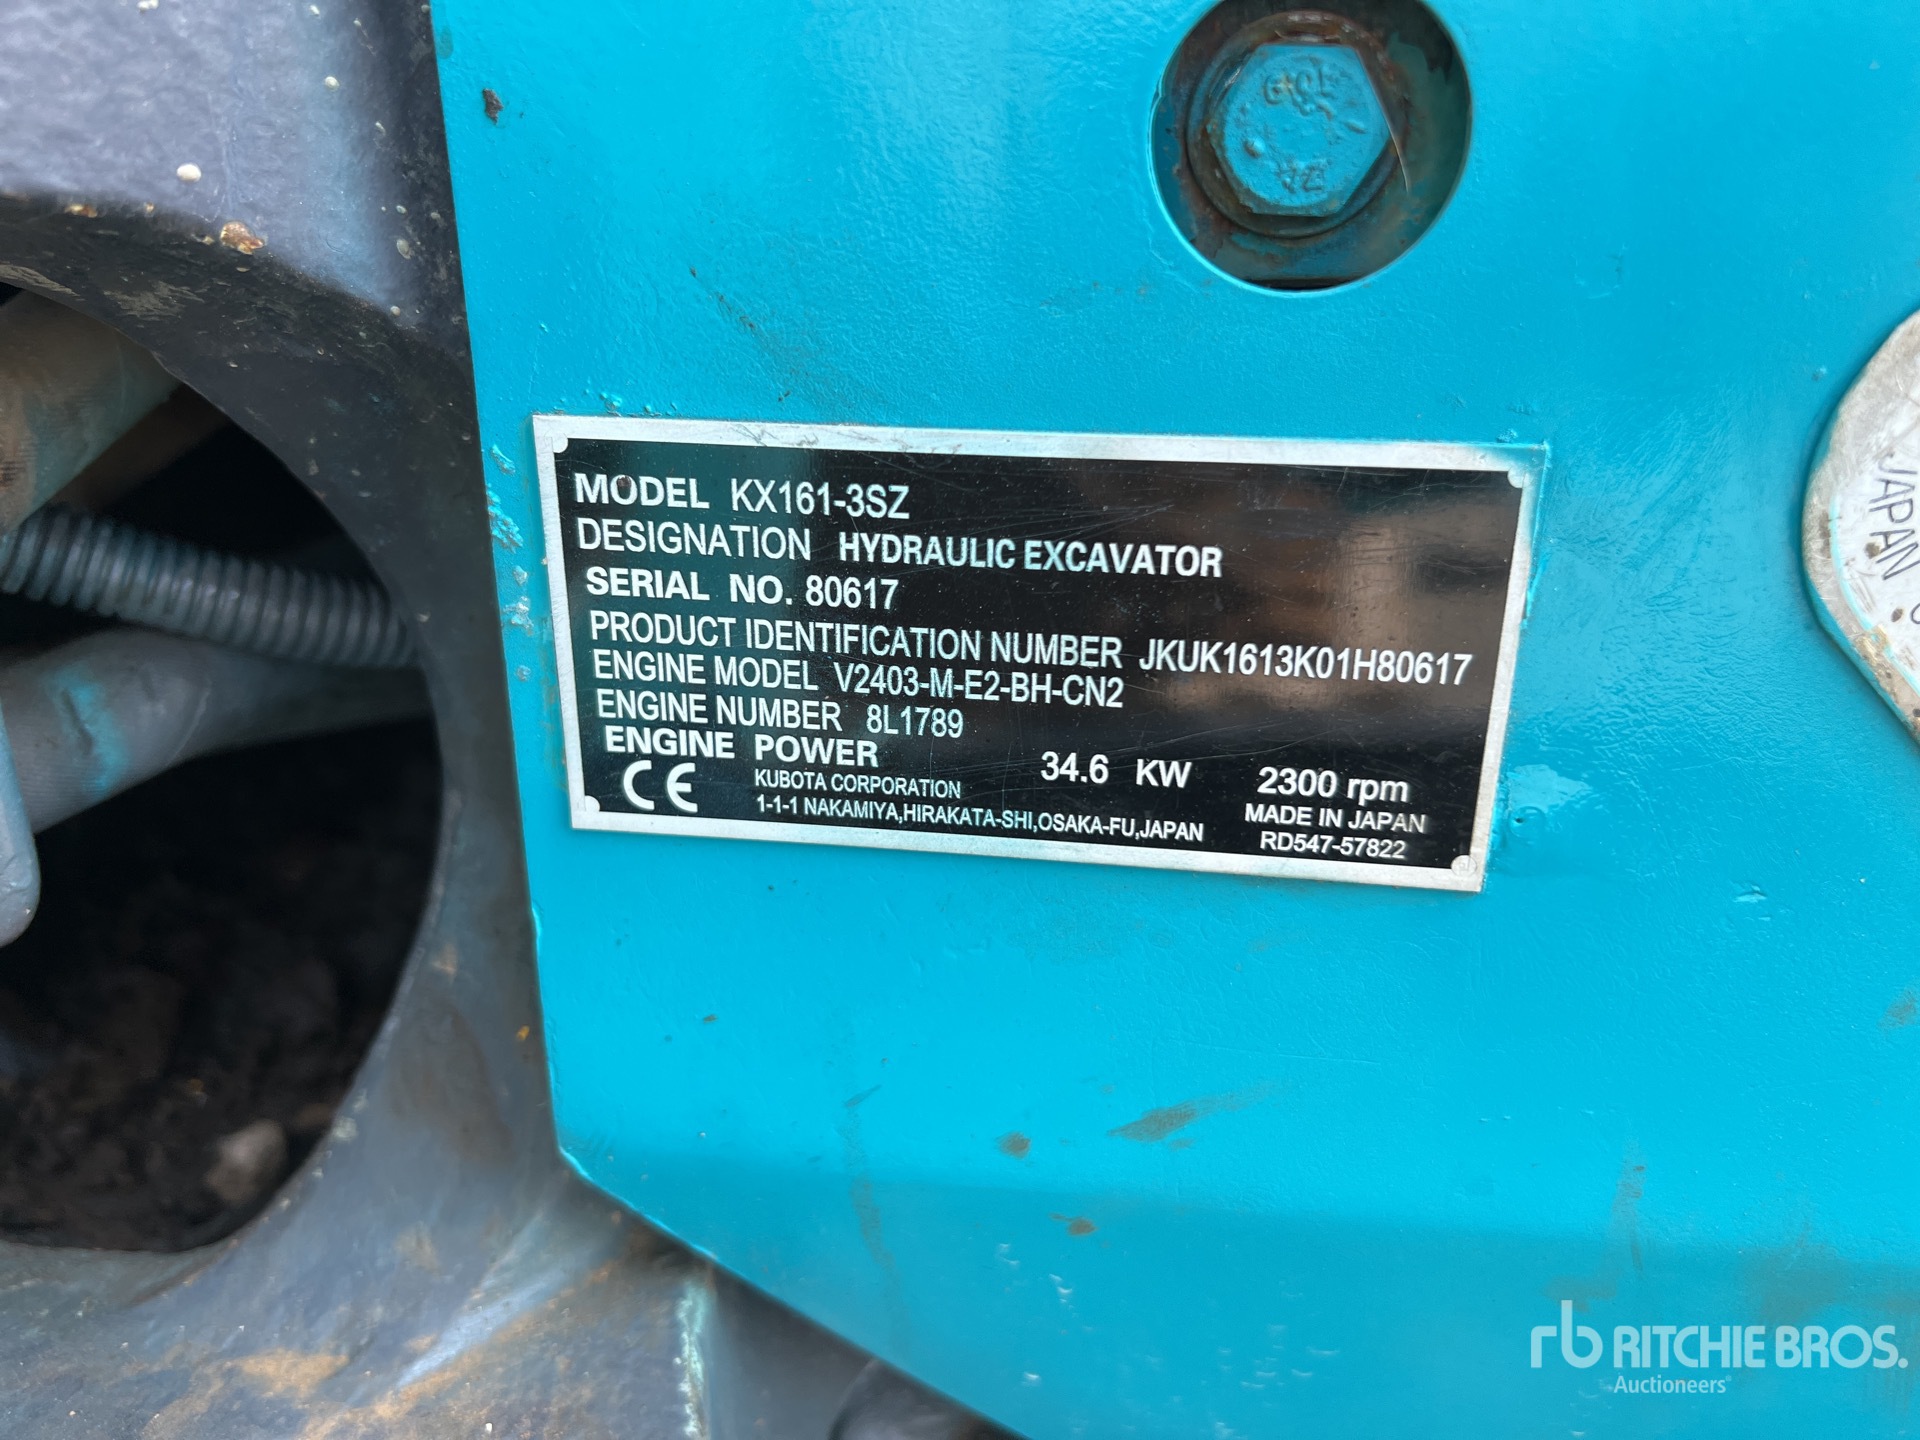 MODEL KX161-3SZ
DESIGNATION HYDRAULIC EXCAVATOR
SERIAL NO. 80617
PRODUCT IDENTIFICATION NUMBER JKUK1613K01H80617
ENGINE MODEL V2403-M-E2-BH-CN2
ENGINE NUMBER 8L1789
ENGINE POWER 34.6 KW 2300 rpm
CE
KUBOTA CORPORATION
1-1-1 NAKAMIYA,HIRAKATA-SHI,OSAKA-FU,JAPAN
MADE IN JAPAN
RD547-57822
JAPAN
rb RITCHIE BROS.
Auctioneers